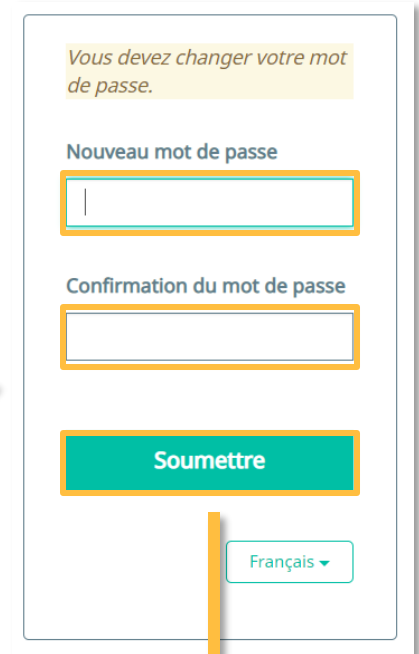 Vous devez changer votre mot
de passe.
Nouveau mot de passe
Confirmation du mot de passe
Soumettre
Français